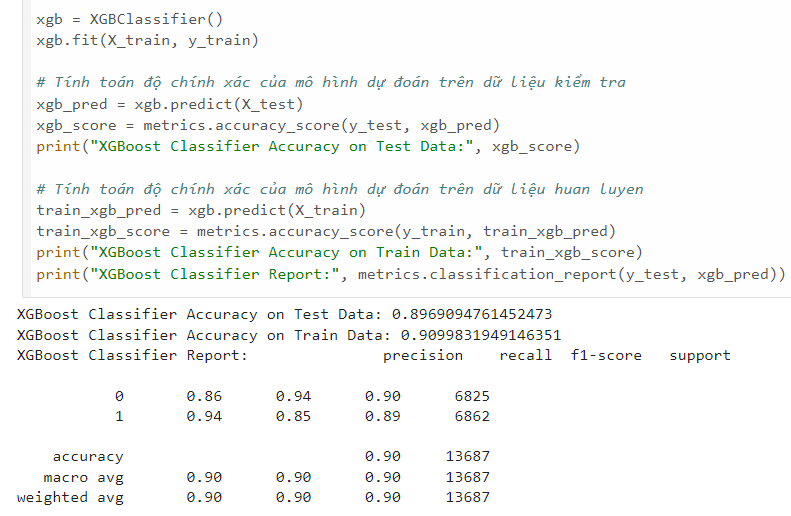 xgb = XGBClassifier()
xgb.fit(X_train, y_train)
# Tính toán độ chính xác của mô hình dự đoán trên dữ liệu kiểm tra
xgb_pred = xgb.predict(X_test)
xgb_score = metrics.accuracy_score(y_test, xgb_pred)
print("XGBoost Classifier Accuracy on Test Data:", xgb_score)
# Tính toán độ chính xác của mô hình dự đoán trên dữ liệu huan luyen
train_xgb_pred = xgb.predict(X_train)
train_xgb_score = metrics.accuracy_score(y_train, train_xgb_pred)
print("XGBoost Classifier Accuracy on Train Data:", train_xgb_score)
print("XGBoost Classifier Report:", metrics.classification_report(y_test, xgb_pred))
XGBoost Classifier Accuracy on Test Data: 0.8969094761452473
XGBoost Classifier Accuracy on Train Data: 0.9099831949146351
XGBoost Classifier Report: precision recall f1-score support
0 0.86 0.94 0.90 6825
1 0.94 0.85 0.89 6862
accuracy 0.90 13687
macro avg 0.90 0.90 0.90 13687
weighted avg 0.90 0.90 0.90 13687